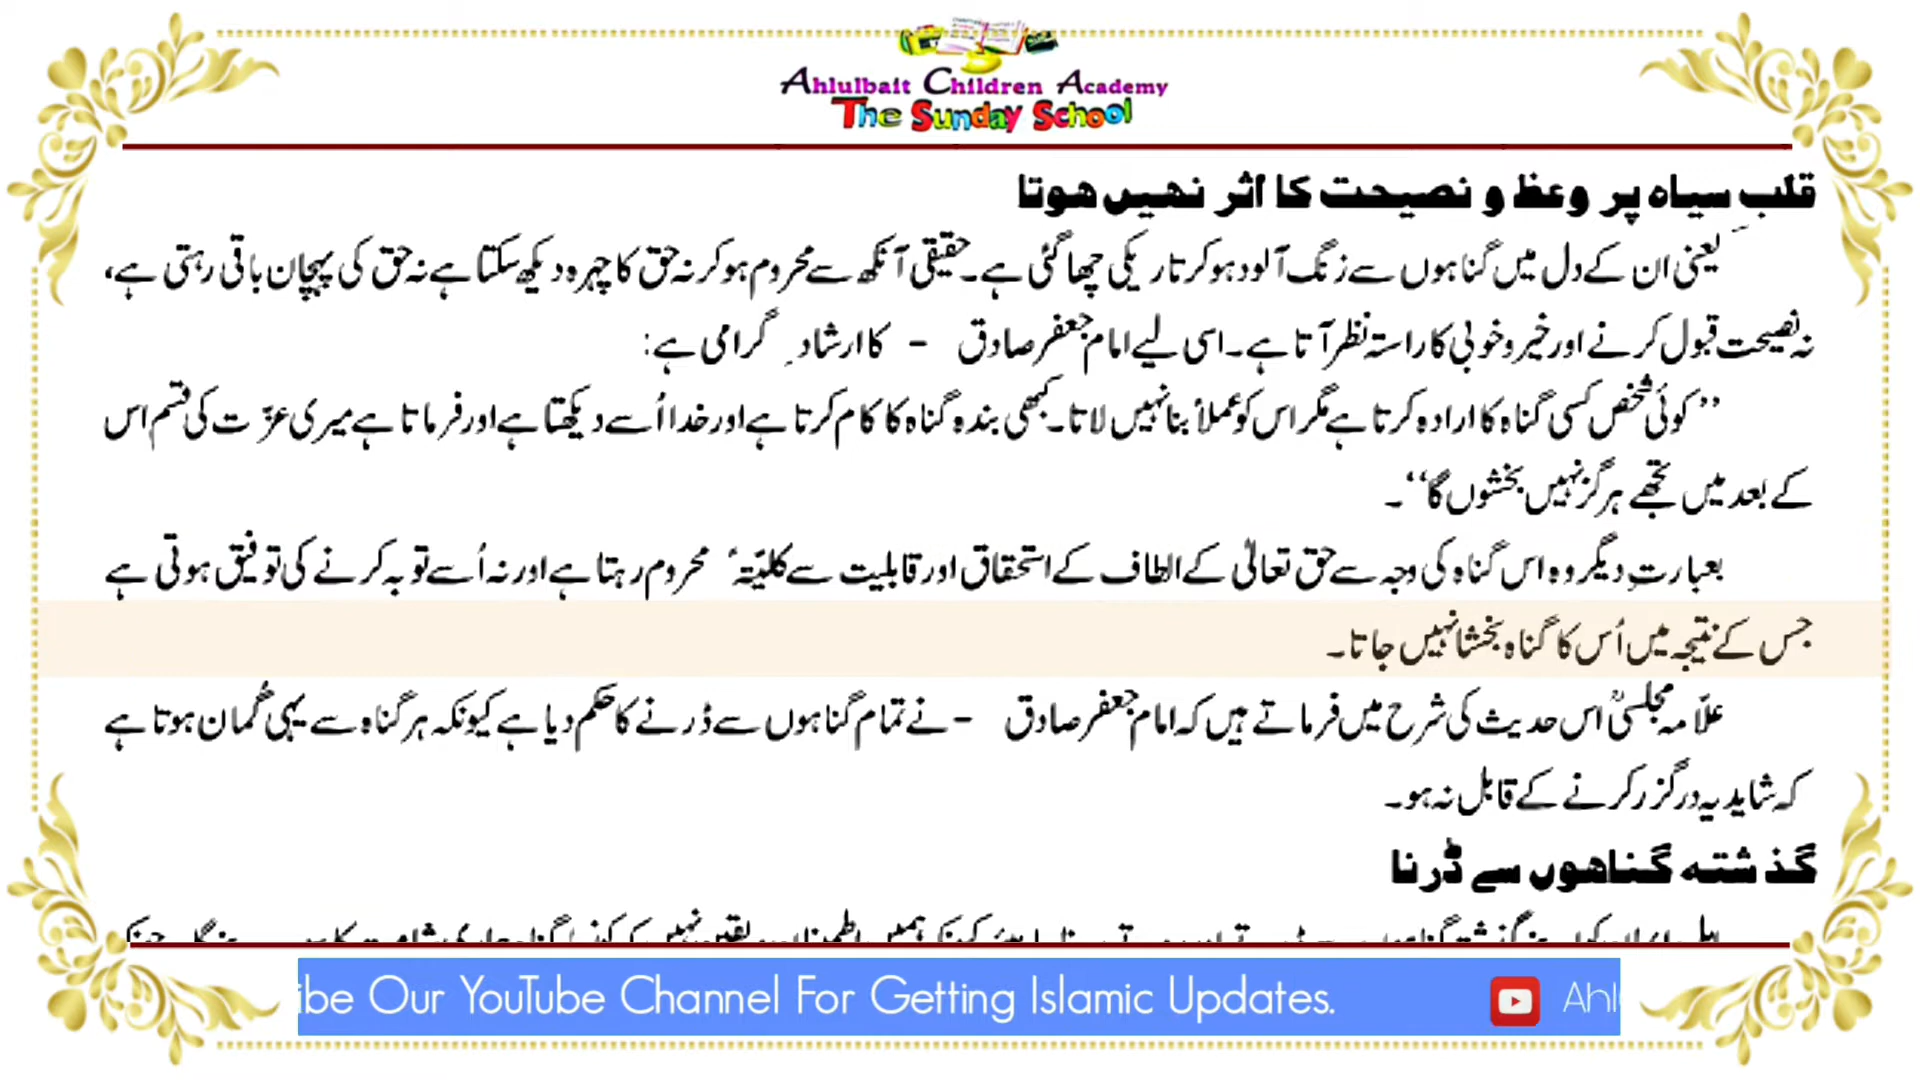 Ahlulbait Children Academy
The Sunday School
قلب سیاہ پر وعظ و نصیحت کا اثر نہیں ہوتا
یعنی ان کے دل میں گناہوں سے زنگ آلود ہو کر تاریکی چھا گئی ہے۔ حقیقی آنکھ سے محروم ہو کر نہ حق کا چہرہ دیکھ سکتا ہے نہ حق کی پہچان باقی رہتی ہے،
نہ نصیحت قبول کرنے اور خیر و خوبی کا راستہ نظر آتا ہے۔ اسی لیے امام جعفر صادق - کا ارشادِ گرامی ہے:
’’کوئی شخص کسی گناہ کا ارادہ کرتا ہے مگر اس کو عملاً بنا نہیں لاتا۔ کبھی بندہ گناہ کا کام کرتا ہے اور خدا اُسے دیکھتا ہے اور فرماتا ہے میری عزّت کی قسم اس
کے بعد میں تجھے ہرگز نہیں بخشوں گا‘‘۔
بعبارتِ دیگر وہ اس گناہ کی وجہ سے حق تعالیٰ کے الطاف کے استحقاق اور قابلیت سے کلیّۃً محروم رہتا ہے اور نہ اُسے توبہ کرنے کی توفیق ہوتی ہے
جس کے نتیجہ میں اُس کا گناہ بخشا نہیں جاتا۔
علاّمہ مجلسیؒ اس حدیث کی شرح میں فرماتے ہیں کہ امام جعفر صادق - نے تمام گناہوں سے ڈرنے کا حکم دیا ہے کیونکہ ہر گناہ سے یہی گُمان ہوتا ہے
کہ شاید یہ درگزر کرنے کے قابل نہ ہو۔
گذشتہ گناہوں سے ڈرنا
ibe Our YouTube Channel For Getting Islamic Updates. Ahl